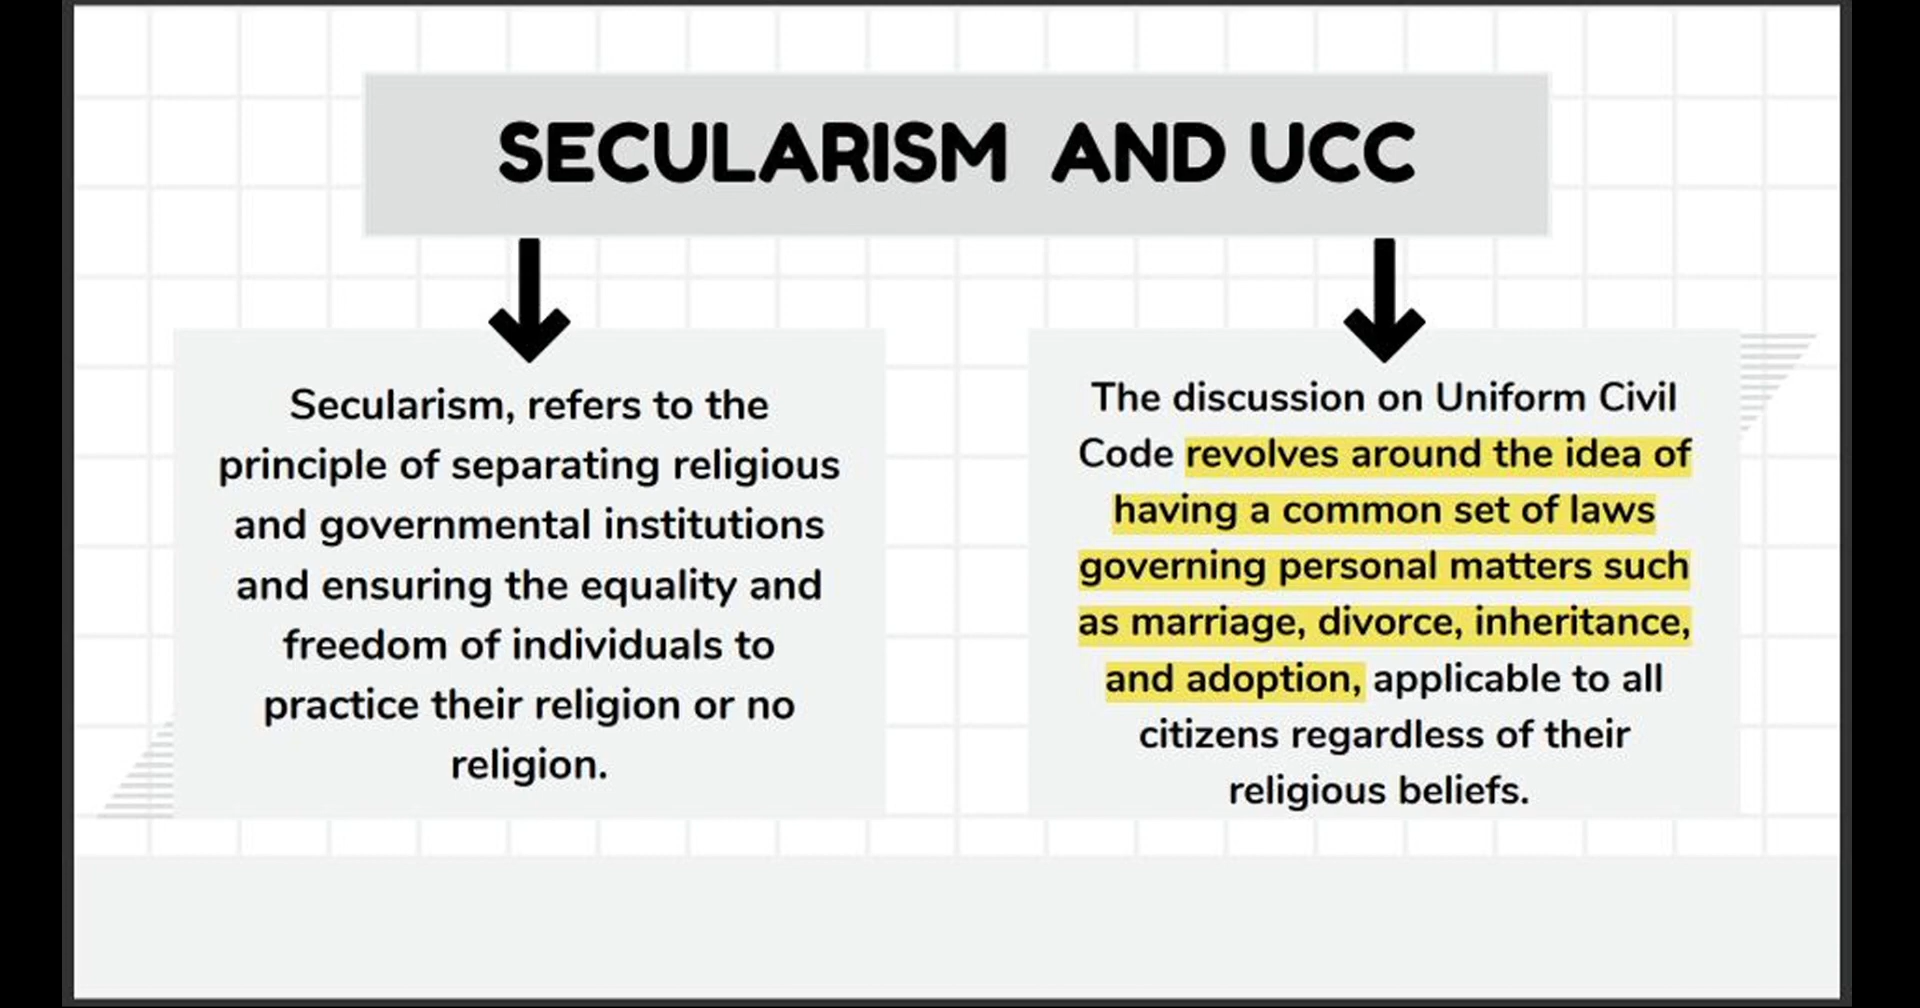 SECULARISM AND UCC
Secularism, refers to the
principle of separating religious
and governmental institutions
and ensuring the equality and
freedom of individuals to
practice their religion or no
religion.
The discussion on Uniform Civil
Code revolves around the idea of
having a common set of laws
governing personal matters such
as marriage, divorce, inheritance,
and adoption, applicable to all
citizens regardless of their
religious beliefs.